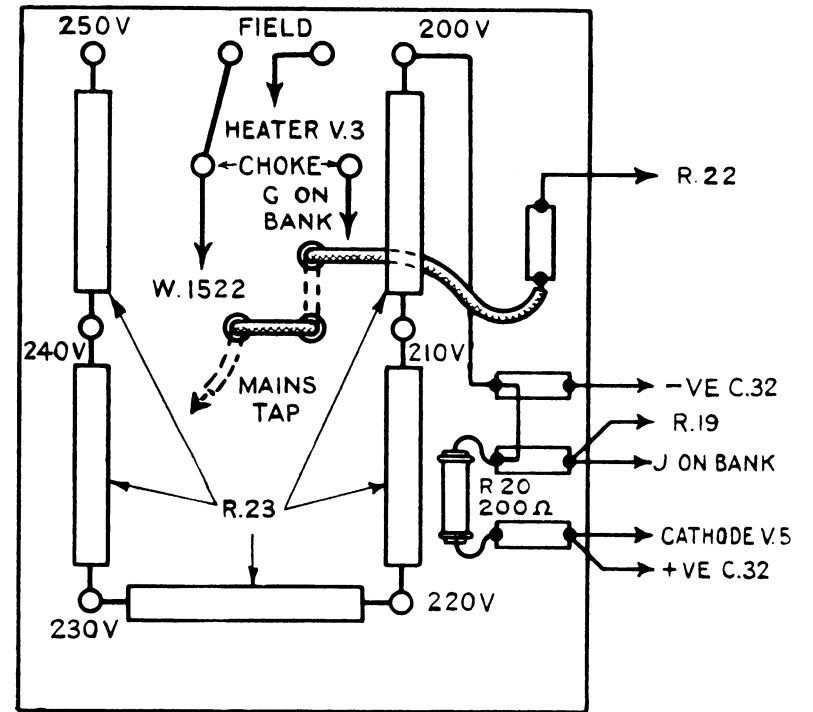 250V
FIELD
200V
HEATER V.3
←CHOKE→
G ON
BANK
R.22
W.1522
240V
210V
MAINS
TAP
-VE C.32
R.19
J ON BANK
R20
200Ω
R.23
CATHODE V.5
+VE C.32
230V
220V